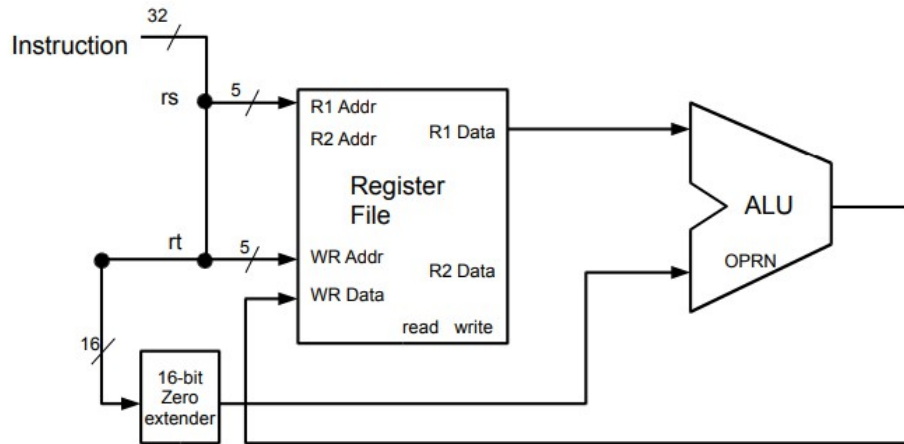 32
Instruction
rs
5
R1 Addr
R2 Addr
R1 Data
Register
File
ALU
rt
5
WR Addr
WR Data
R2 Data
OPRN
read write
16
16-bit
Zero
extender